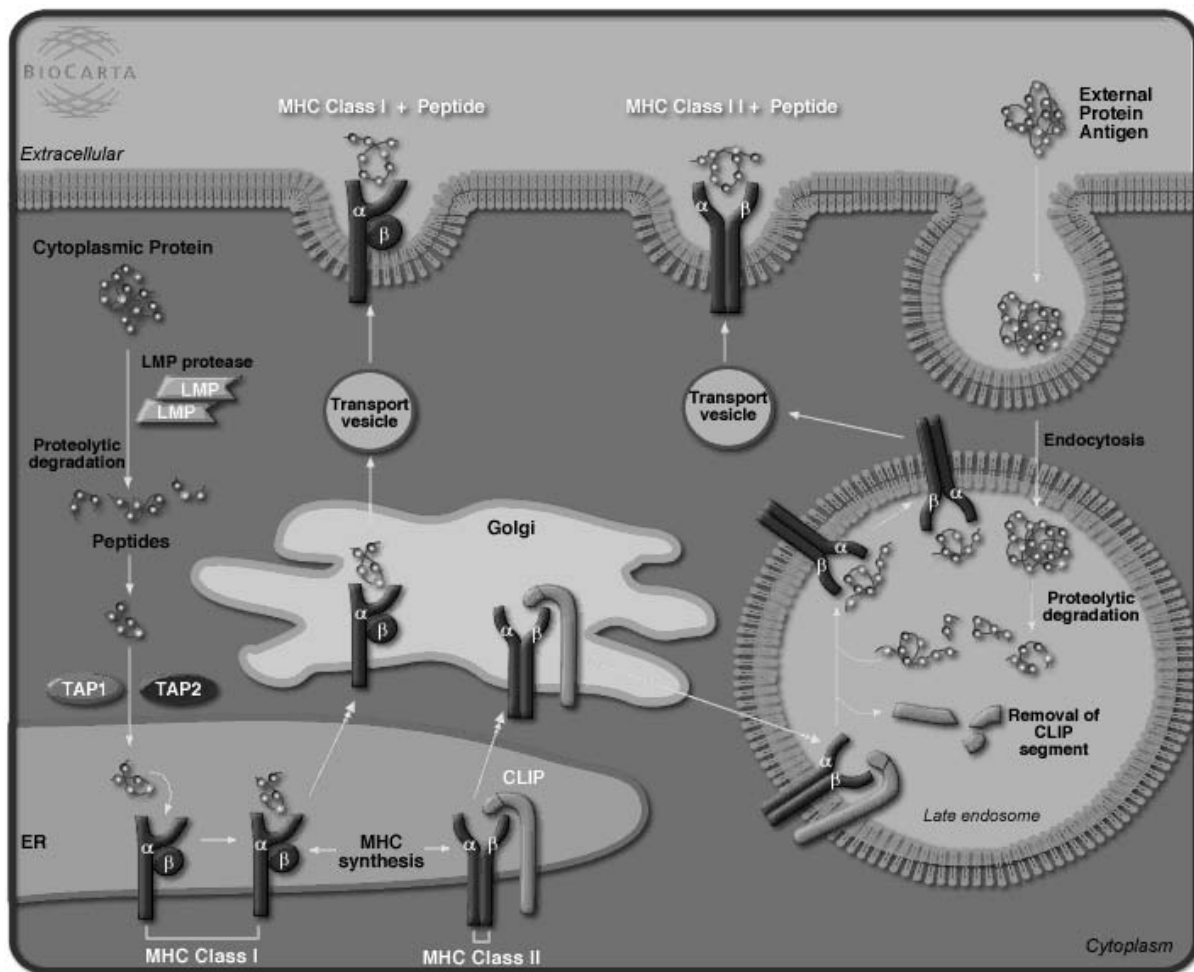 BIOCARTA
Extracellular
MHC Class I + Peptide
MHC Class II + Peptide
External
Protein
Antigen
α
β
α
β
Cytoplasmic Protein
LMP protease
LMP
LMP
Proteolytic
degradation
Peptides
TAP1
TAP2
Transport
vesicle
Transport
vesicle
Endocytosis
Golgi
α
β
α
β
β
α
α
β
Proteolytic
degradation
Removal of
CLIP
segment
α
β
Late endosome
ER
α
β
α
β
MHC
synthesis
CLIP
α
β
MHC Class I
MHC Class II
Cytoplasm